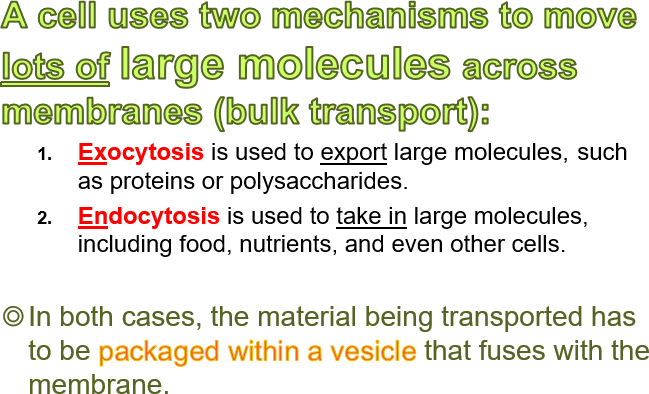 A cell uses two mechanisms to move
lots of large molecules across
membranes (bulk transport):
1. Exocytosis is used to export large molecules, such
as proteins or polysaccharides.
2. Endocytosis is used to take in large molecules,
including food, nutrients, and even other cells.
◎ In both cases, the material being transported has
to be packaged within a vesicle that fuses with the
membrane.